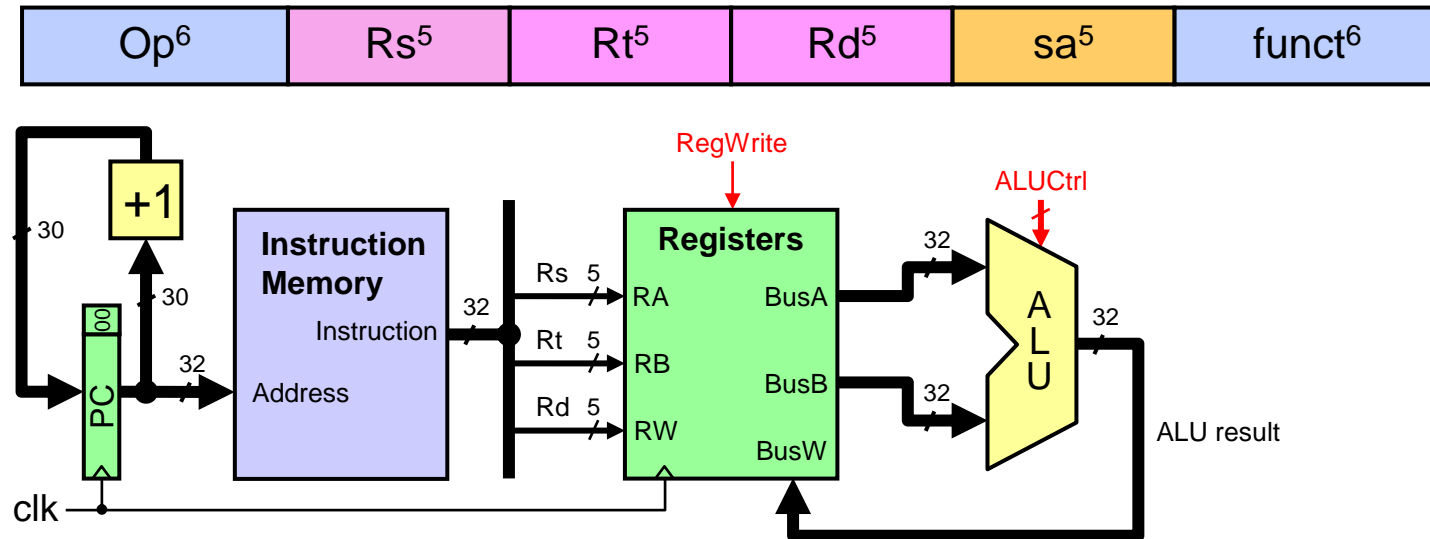 Op⁶ Rs⁵ Rt⁵ Rd⁵ sa⁵ funct⁶
RegWrite
ALUCtrl
+1
30
30
00
PC
32
Instruction
Memory
Instruction
Address
32
Rs 5
Rt 5
Rd 5
Registers
RA
RB
RW
BusA
BusB
BusW
32
32
A
L
U
32
ALU result
clk